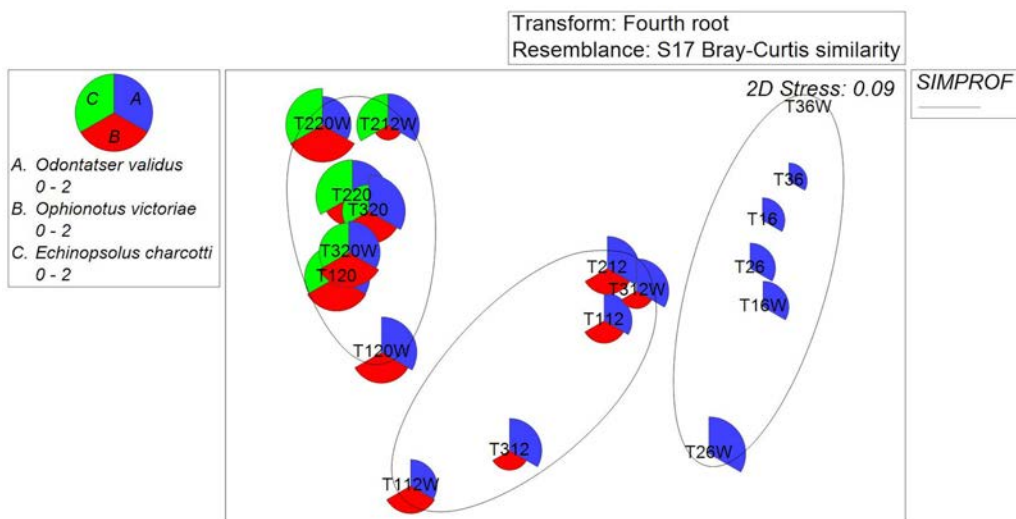 Transform: Fourth root
Resemblance: S17 Bray-Curtis similarity
C A
B
A. Odontatser validus
0 - 2
B. Ophionotus victoriae
0 - 2
C. Echinopsolus charcotti
0 - 2
2D Stress: 0.09
SIMPROF
T36W
T220W T212W
T36
T220
T320
T16
T320W
T120
T212
T26
T312W
T16W
T112
T120W
T312
T26W
T112W